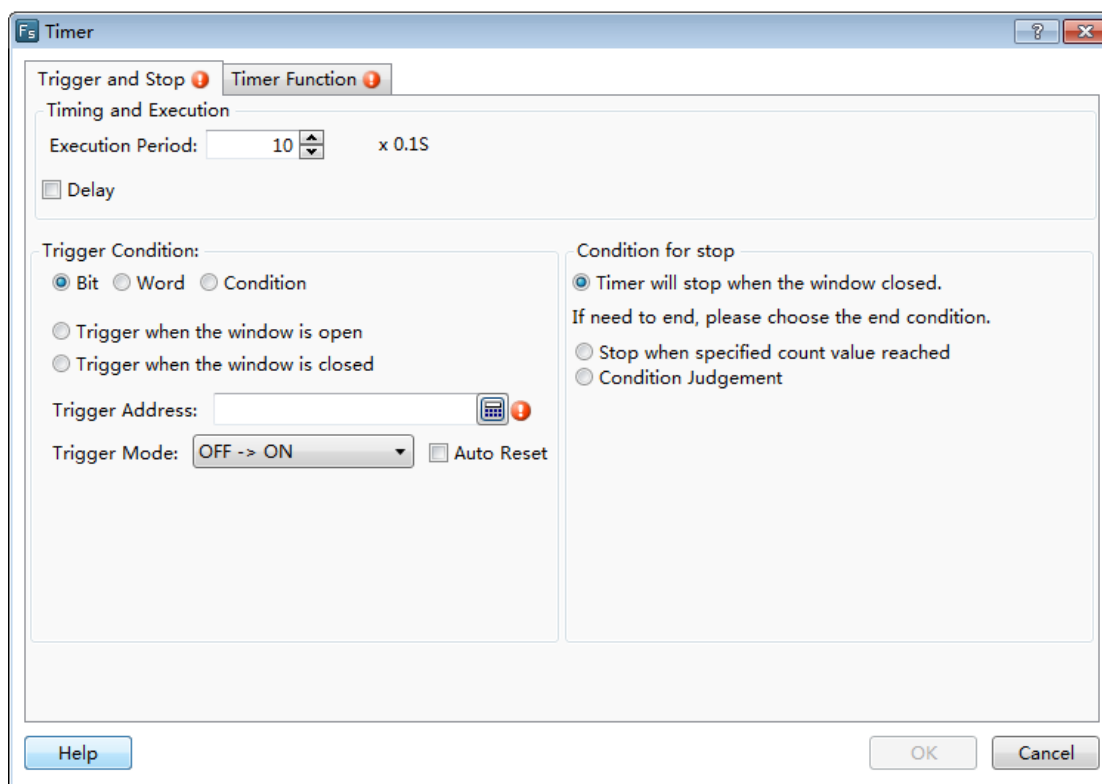 Fs Timer
Trigger and Stop Timer Function
Timing and Execution
Execution Period: 10 x 0.1S
Delay
Trigger Condition:
Bit Word Condition
Trigger when the window is open
Trigger when the window is closed
Trigger Address:
Trigger Mode: OFF -> ON Auto Reset
Condition for stop
Timer will stop when the window closed.
If need to end, please choose the end condition.
Stop when specified count value reached
Condition Judgement
Help OK Cancel